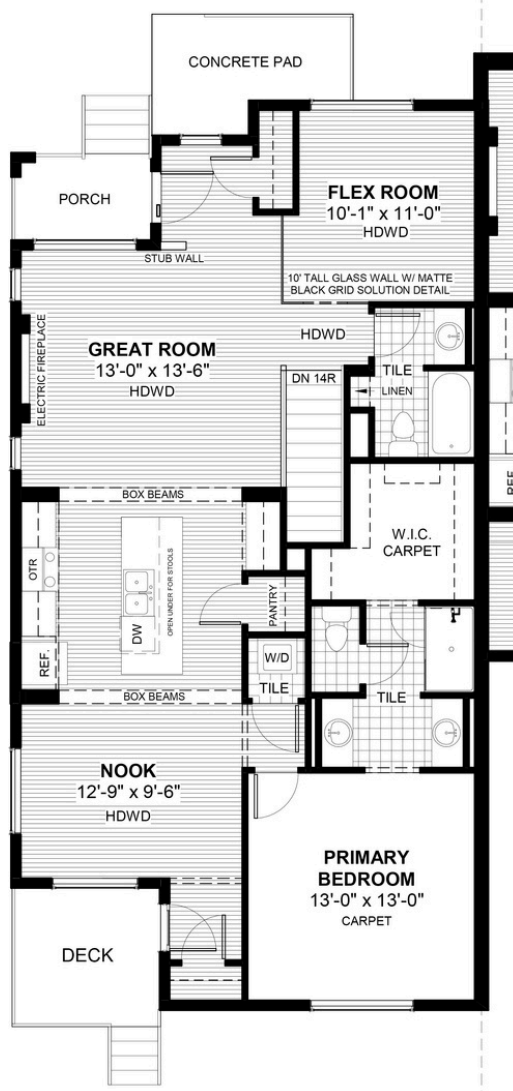 CONCRETE PAD
PORCH
FLEX ROOM
10'-1" x 11'-0"
HDWD
STUB WALL
10' TALL GLASS WALL W/ MATTE
BLACK GRID SOLUTION DETAIL
ELECTRIC FIREPLACE
GREAT ROOM
13'-0" x 13'-6"
HDWD
HDWD
TILE
LINEN
DN 14R
BOX BEAMS
W.I.C.
CARPET
REF.
OTR
OPEN UNDER FOR STOOLS
DW
PANTRY
REF.
W/D
TILE
TILE
BOX BEAMS
NOOK
12'-9" x 9'-6"
HDWD
PRIMARY
BEDROOM
13'-0" x 13'-0"
CARPET
DECK